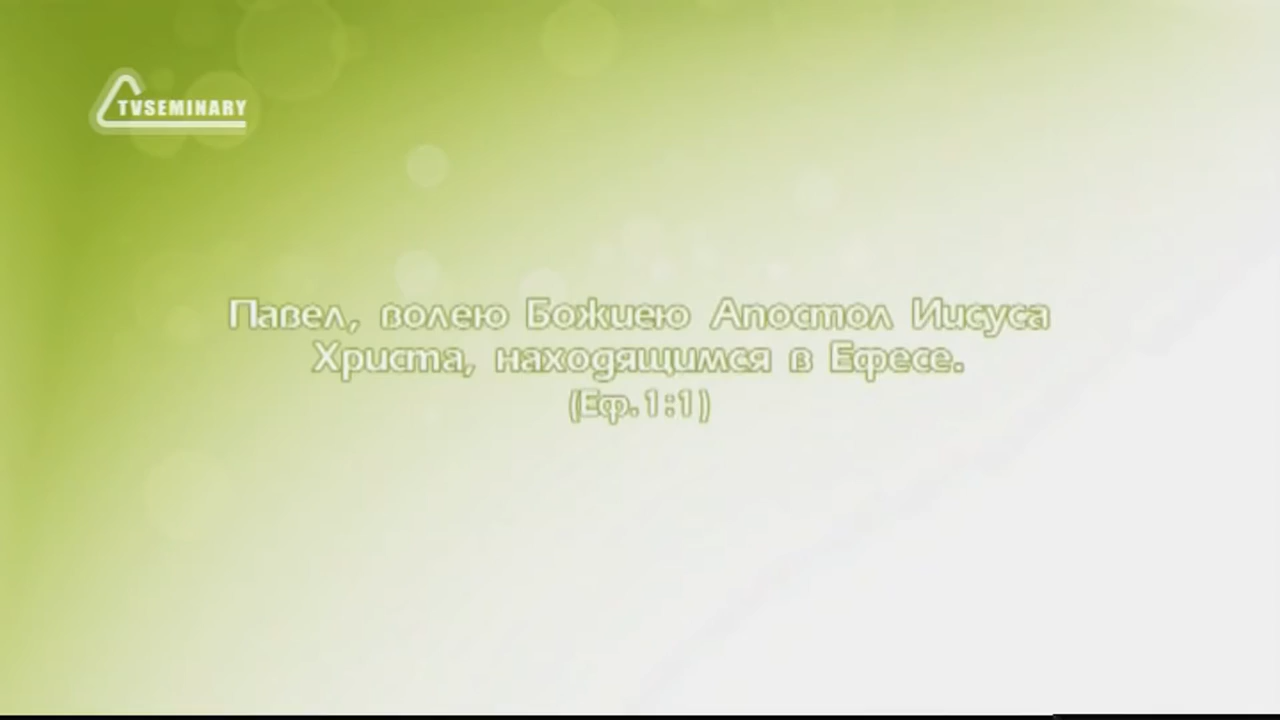 TVSEMINARY
Павел, волею Божиею Апостол Иисуса
Христа, находящимся в Ефесе.
(Еф.1:1)